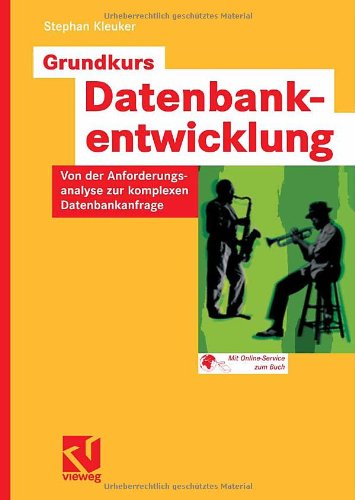 Urheberrechtlich geschütztes Material
Stephan Kleuker
Grundkurs
Datenbank-
entwicklung
Von der Anforderungs-
analyse zur komplexen
Datenbankanfrage
Mit Online-Service
zum Buch
vieweg
Urheberrechtlich geschütztes Material